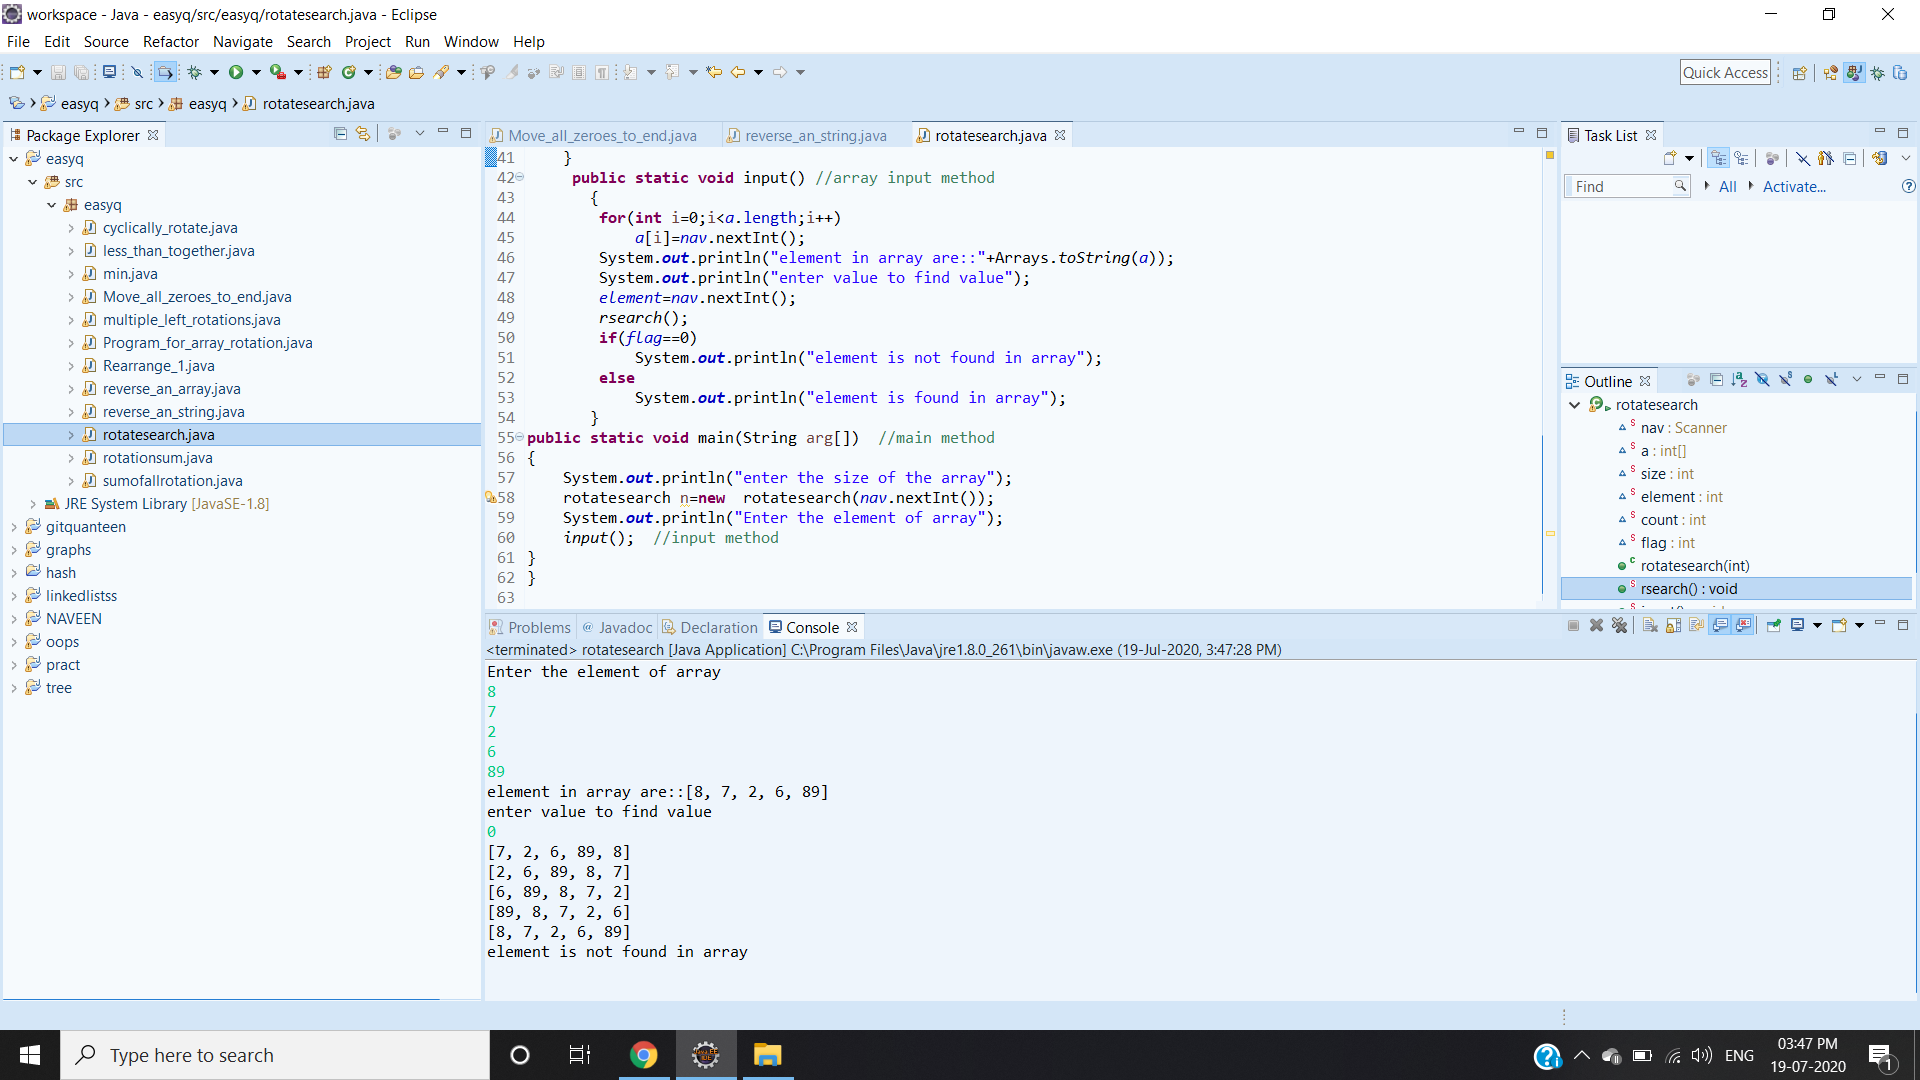 workspace - Java - easyq/src/easyq/rotatesearch.java - Eclipse
File Edit Source Refactor Navigate Search Project Run Window Help
Quick Access
easyq src easyq rotatesearch.java
Package Explorer
easyq
src
easyq
cyclically_rotate.java
less_than_together.java
min.java
Move_all_zeroes_to_end.java
multiple_left_rotations.java
Program_for_array_rotation.java
Rearrange_1.java
reverse_an_array.java
reverse_an_string.java
rotatesearch.java
rotationsum.java
sumofallrotation.java
JRE System Library [JavaSE-1.8]
gitquanteen
graphs
hash
linkedlistss
NAVEEN
oops
pract
tree
Move_all_zeroes_to_end.java reverse_an_string.java rotatesearch.java
41 }
42 public static void input() //array input method
43 {
44 for(int i=0;i<a.length;i++)
45 a[i]=nav.nextInt();
46 System.out.println("element in array are::"+Arrays.toString(a));
47 System.out.println("enter value to find value");
48 element=nav.nextInt();
49 rsearch();
50 if(flag==0)
51 System.out.println("element is not found in array");
52 else
53 System.out.println("element is found in array");
54 }
55 public static void main(String arg[]) //main method
56 {
57 System.out.println("enter the size of the array");
58 rotatesearch n=new rotatesearch(nav.nextInt());
59 System.out.println("Enter the element of array");
60 input(); //input method
61 }
62 }
63
Problems Javadoc Declaration Console
<terminated> rotatesearch [Java Application] C:\Program Files\Java\jre1.8.0_261\bin\javaw.exe (19-Jul-2020, 3:47:28 PM)
Enter the element of array
8
7
2
6
89
element in array are::[8, 7, 2, 6, 89]
enter value to find value
0
[7, 2, 6, 89, 8]
[2, 6, 89, 8, 7]
[6, 89, 8, 7, 2]
[89, 8, 7, 2, 6]
[8, 7, 2, 6, 89]
element is not found in array
Task List
Find All Activate...
Outline
rotatesearch
nav : Scanner
a : int[]
size : int
element : int
count : int
flag : int
rotatesearch(int)
rsearch() : void
Type here to search
ENG
03:47 PM
19-07-2020
1